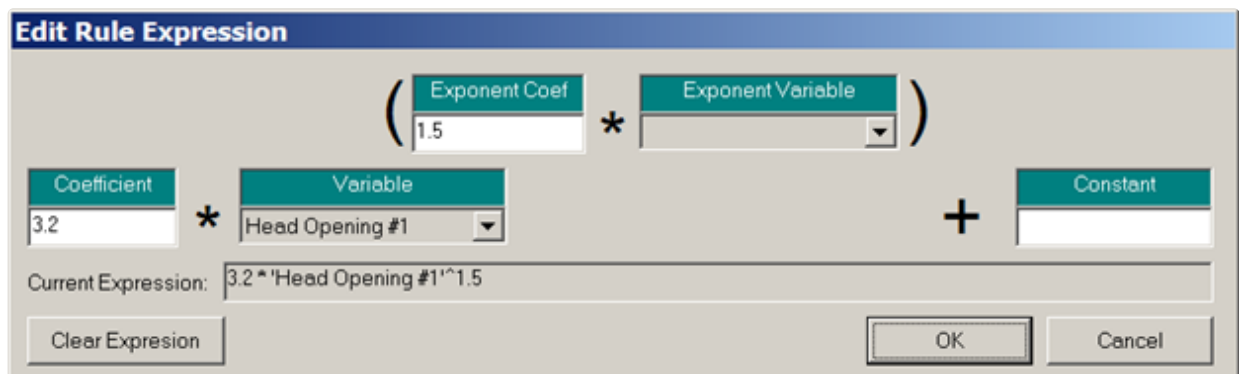 Edit Rule Expression
Exponent Coef Exponent Variable
( 1.5 * )
Coefficient Variable Constant
3.2 * Head Opening #1 +
Current Expression: 3.2 * 'Head Opening #1'^1.5
Clear Expresion OK Cancel